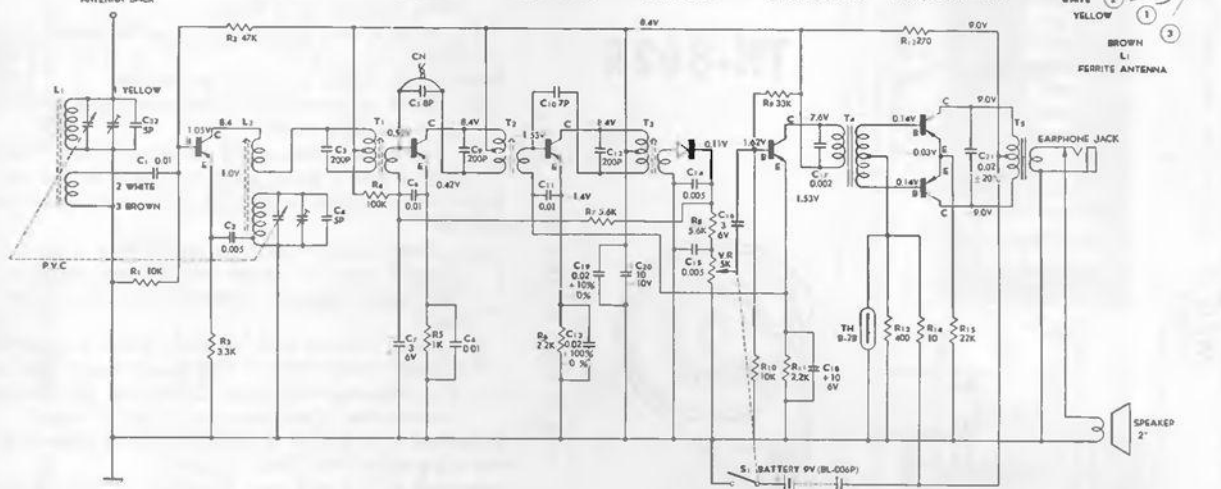 YELLOW
①
②
③
BROWN
L1
FERRITE ANTENNA
8.4V
9.0V
R2 47K
R12 270
L1
1 YELLOW
C22
5P
C1 0.01
2 WHITE
3 BROWN
P.V.C
R1 10K
1.05V
C
E
8.4
L2
1.0V
C2
0.005
C4
5P
R3
3.3K
C3
200P
T1
R4
100K
CN
C5 8P
0.92V
C
E
0.42V
C8
0.01
8.4V
C9
200P
T2
C7
3
6V
R5
1K
C6
0.01
C10 7P
1.55V
C
E
1.4V
C11
0.01
8.4V
C12
200P
T3
R7 5.6K
C19
0.02
+10%
0%
C20
10
10V
R6
2.2K
C13
0.02
+100%
0 %
0.11V
C14
0.005
R8
5.6K
C15
0.005
V.R
5K
C16
3
6V
R9 33K
1.62V
B
C
E
1.53V
7.6V
C17
0.002
T4
R10
10K
R11
2.2K
C18
+10
6V
0.14V
0.03V
0.14V
C
B
E
E
B
C
TH
B-2B
R13
400
R14
10
R15
22K
9.0V
C21
0.02
±20%
9.0V
T5
EARPHONE JACK
SPEAKER
2"
S1 BATTERY 9V (BL-006P)